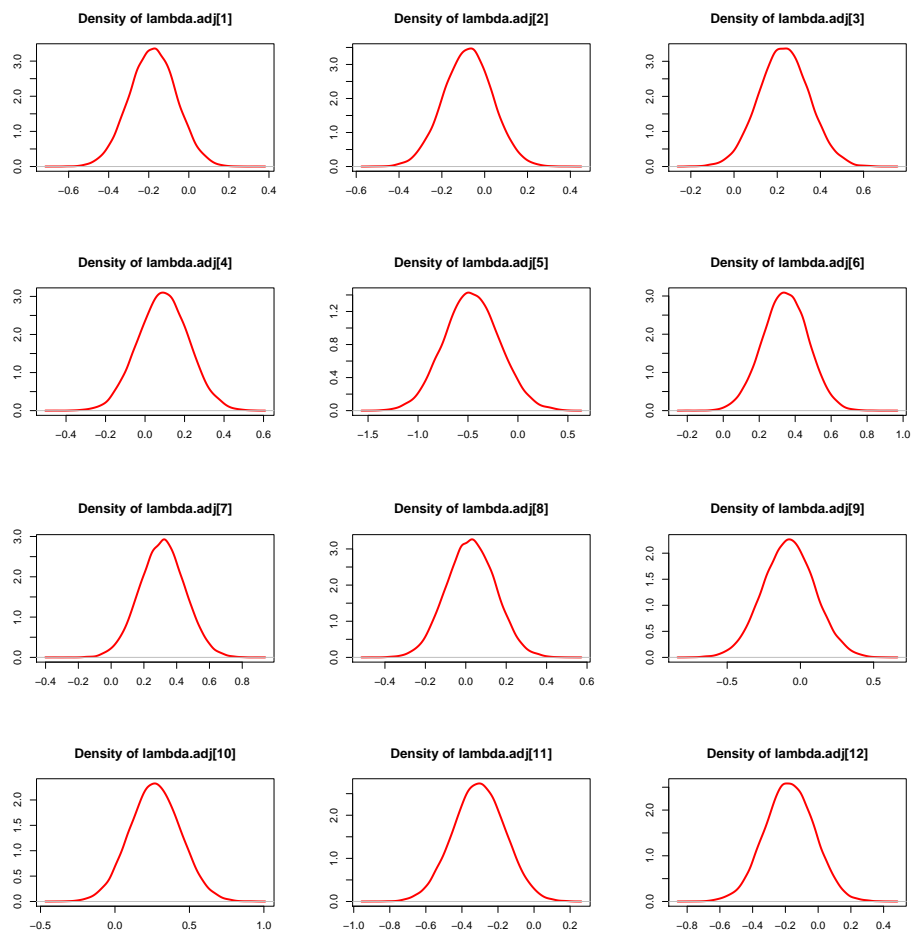 Density of lambda.adj[1] Density of lambda.adj[2] Density of lambda.adj[3]
0.0 1.0 2.0 3.0 0.0 1.0 2.0 3.0 0.0 1.0 2.0 3.0
−0.6 −0.4 −0.2 0.0 0.2 0.4 −0.6 −0.4 −0.2 0.0 0.2 0.4 −0.2 0.0 0.2 0.4 0.6
Density of lambda.adj[4] Density of lambda.adj[5] Density of lambda.adj[6]
0.0 1.0 2.0 3.0 0.0 0.4 0.8 1.2 0.0 1.0 2.0 3.0
−0.4 −0.2 0.0 0.2 0.4 0.6 −1.5 −1.0 −0.5 0.0 0.5 −0.2 0.0 0.2 0.4 0.6 0.8 1.0
Density of lambda.adj[7] Density of lambda.adj[8] Density of lambda.adj[9]
0.0 1.0 2.0 3.0 0.0 1.0 2.0 3.0 0.0 0.5 1.0 1.5 2.0
−0.4 −0.2 0.0 0.2 0.4 0.6 0.8 −0.4 −0.2 0.0 0.2 0.4 0.6 −0.5 0.0 0.5
Density of lambda.adj[10] Density of lambda.adj[11] Density of lambda.adj[12]
0.0 0.5 1.0 1.5 2.0 0.0 1.0 2.0 0.0 1.0 2.0
−0.5 0.0 0.5 1.0 −1.0 −0.8 −0.6 −0.4 −0.2 0.0 0.2 −0.8 −0.6 −0.4 −0.2 0.0 0.2 0.4